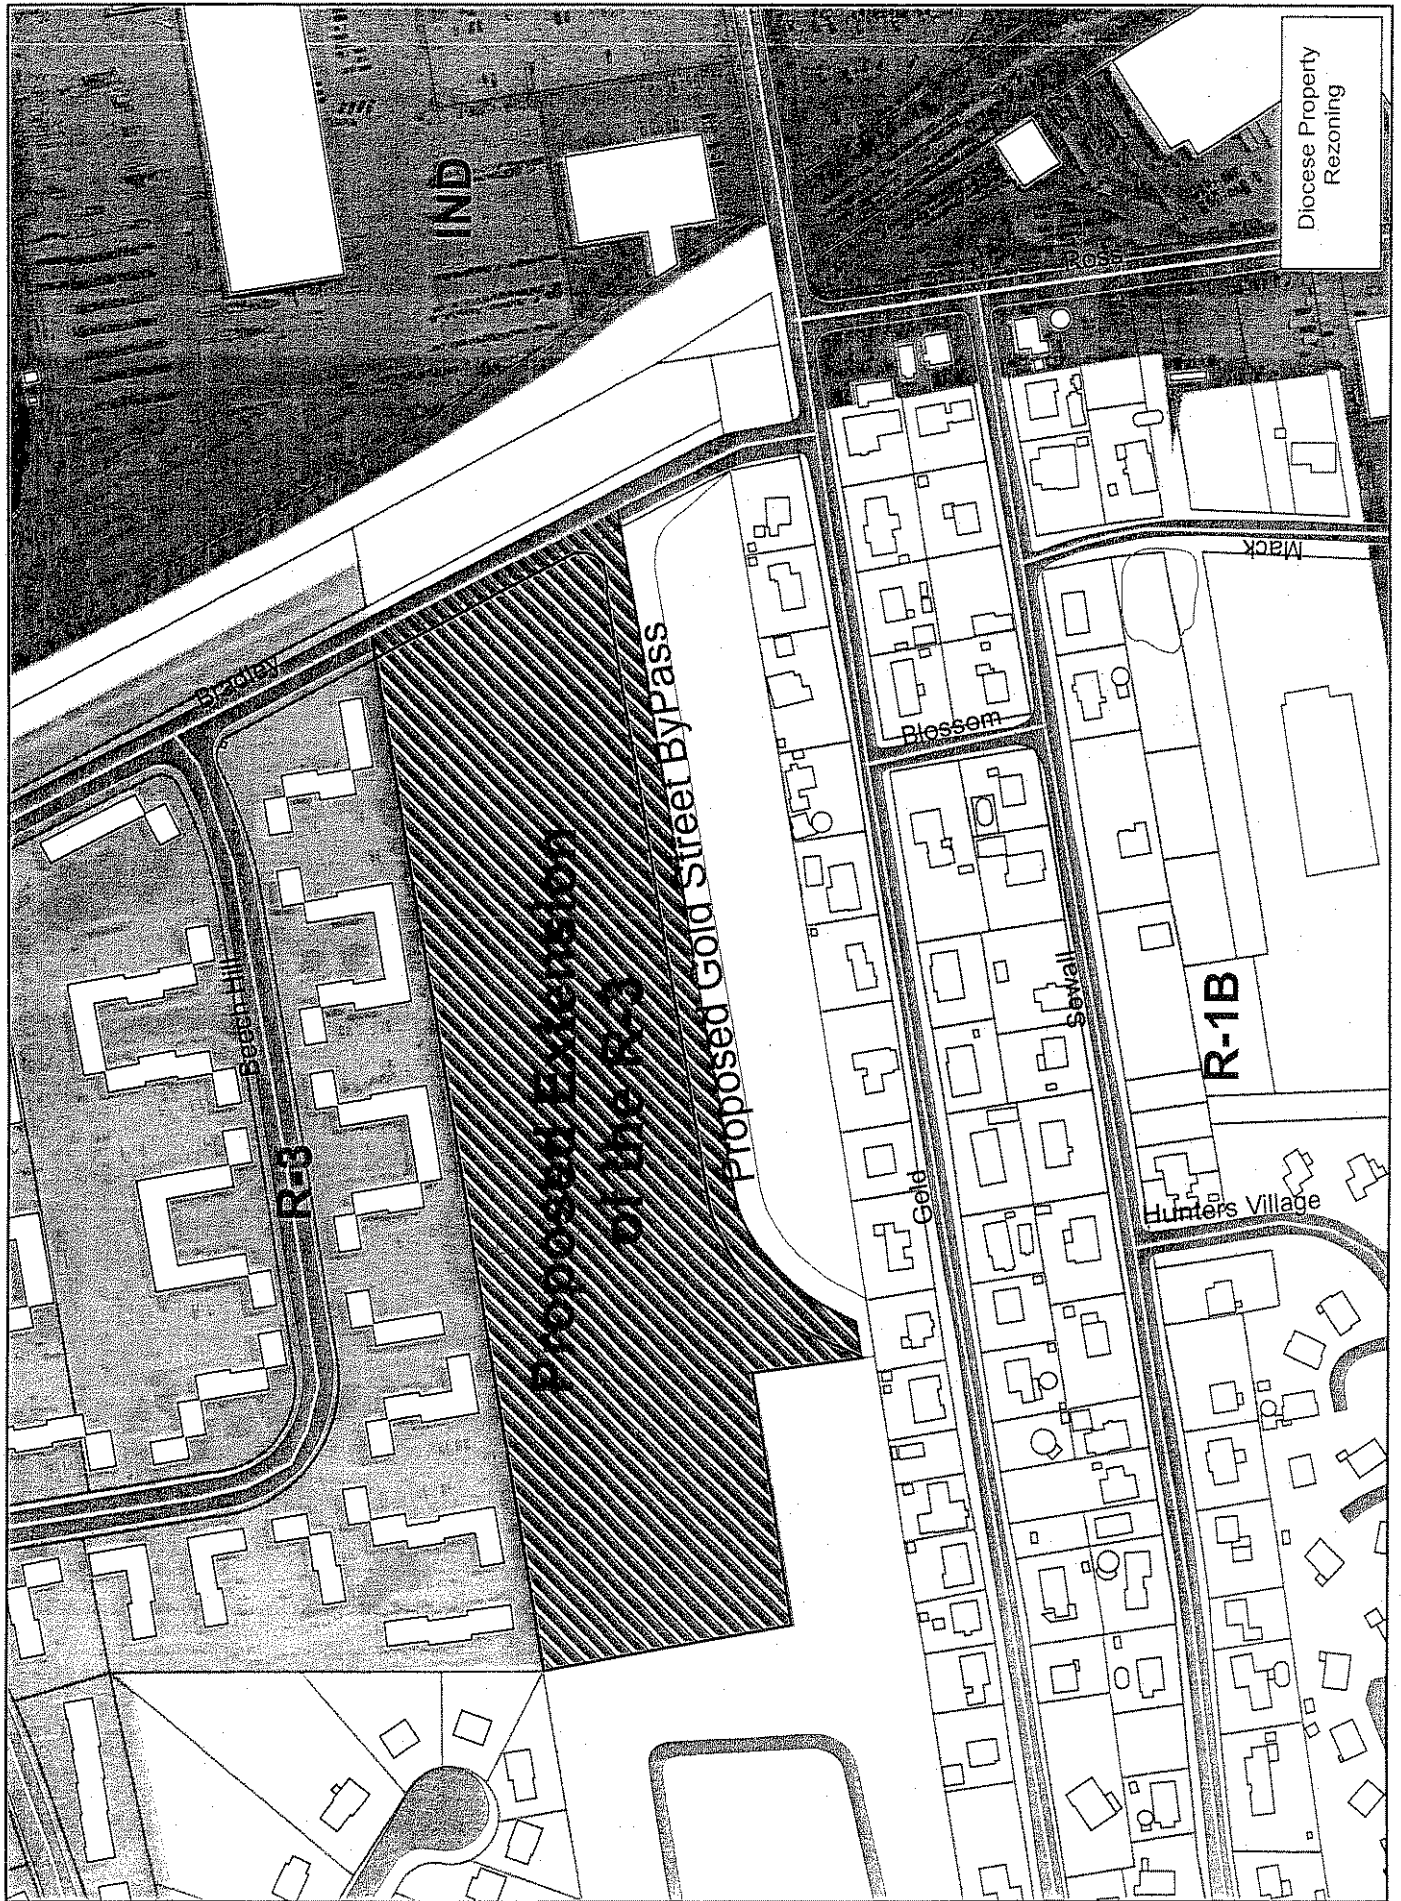 Diocese Property
Rezoning
IND
Ross
Mack
Bradley
Blossom
Proposed Gold Street ByPass
Proposed Extension
of the R-3
Beech Hill
R-3
Sewall
R-1B
Gold
Hunters Village